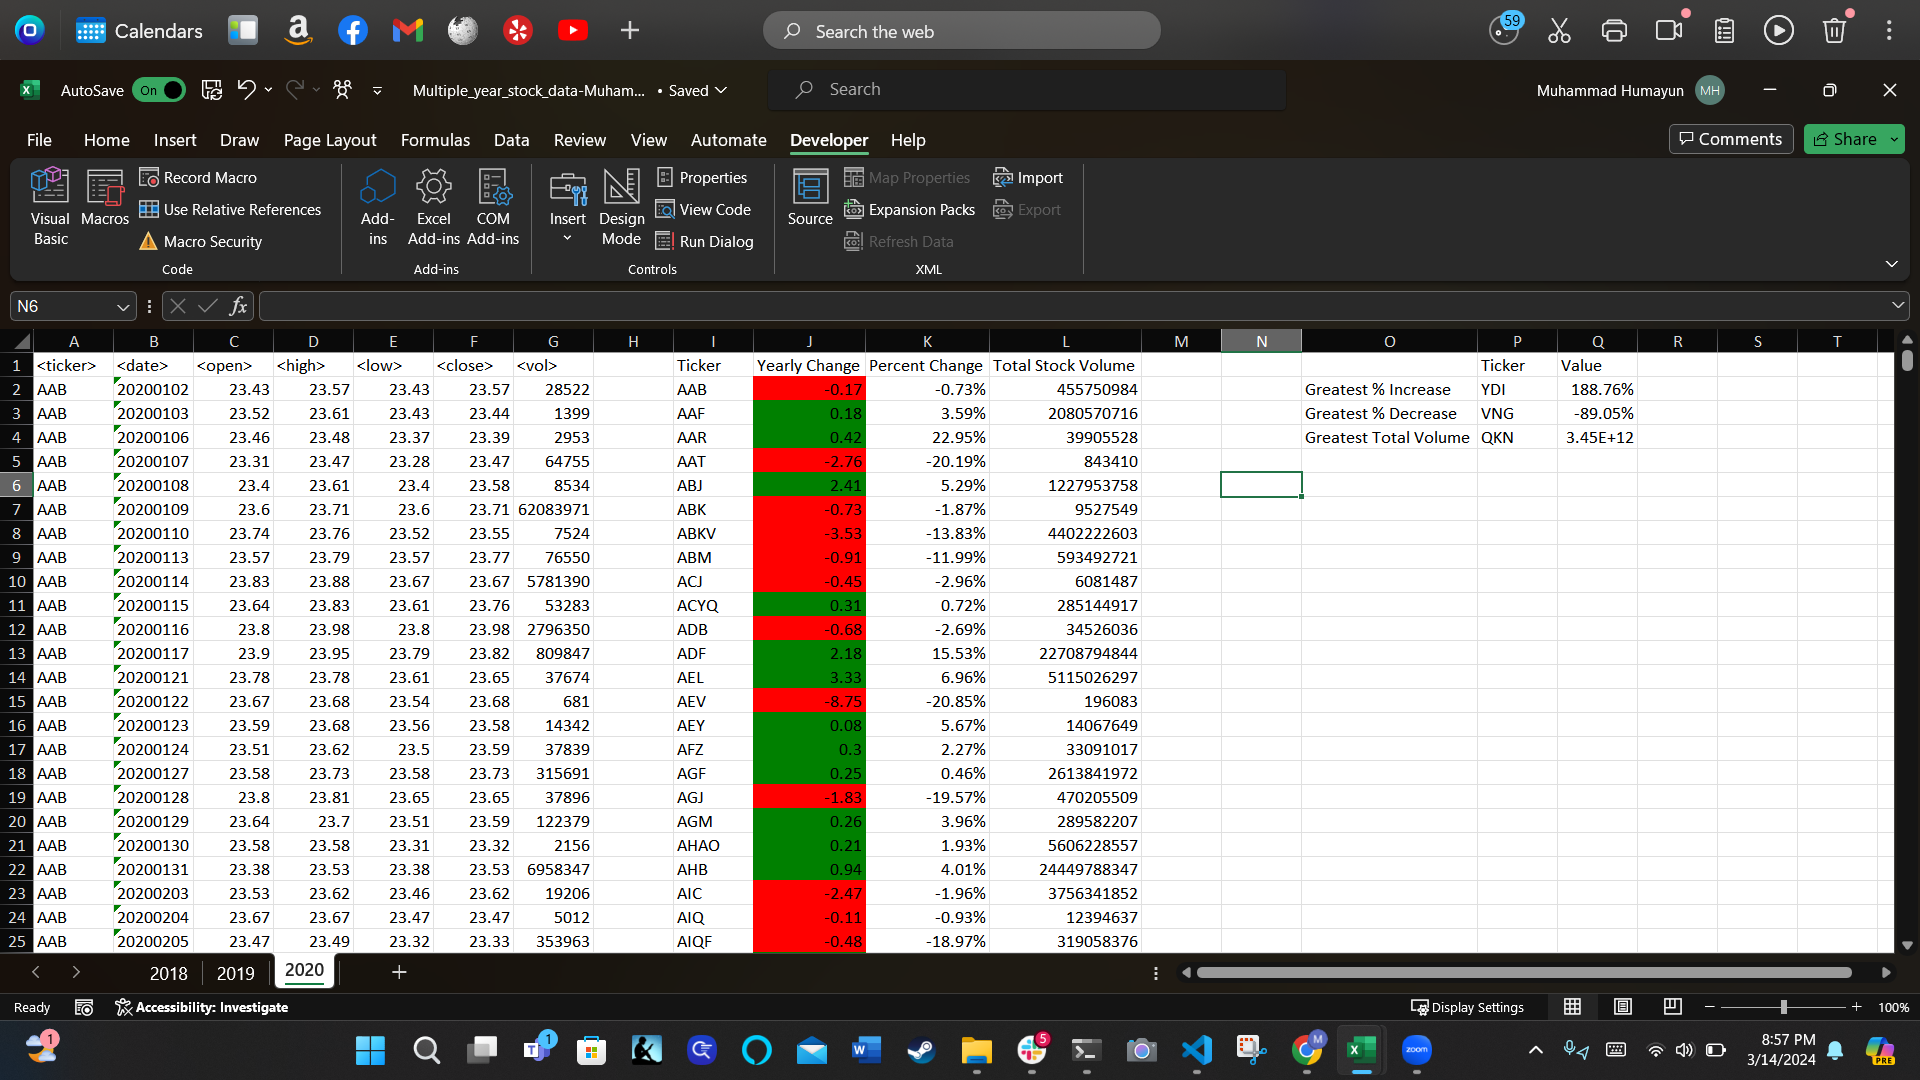 Calendars Search the web 59
AutoSave On Multiple_year_stock_data-Muham... • Saved Search Muhammad Humayun MH
File Home Insert Draw Page Layout Formulas Data Review View Automate Developer Help Comments Share
Visual Basic Macros Record Macro Use Relative References Macro Security Code
Add-ins Excel Add-ins COM Add-ins Add-ins
Insert Design Mode Properties View Code Run Dialog Controls
Source Map Properties Expansion Packs Refresh Data Import Export XML
N6 fx
A B C D E F G H I J K L M N O P Q R S T
1 <ticker> <date> <open> <high> <low> <close> <vol> Ticker Yearly Change Percent Change Total Stock Volume Ticker Value
2 AAB 20200102 23.43 23.57 23.43 23.57 28522 AAB -0.17 -0.73% 455750984 Greatest % Increase YDI 188.76%
3 AAB 20200103 23.52 23.61 23.43 23.44 1399 AAF 0.18 3.59% 2080570716 Greatest % Decrease VNG -89.05%
4 AAB 20200106 23.46 23.48 23.37 23.39 2953 AAR 0.42 22.95% 39905528 Greatest Total Volume QKN 3.45E+12
5 AAB 20200107 23.31 23.47 23.28 23.47 64755 AAT -2.76 -20.19% 843410
6 AAB 20200108 23.4 23.61 23.4 23.58 8534 ABJ 2.41 5.29% 1227953758
7 AAB 20200109 23.6 23.71 23.6 23.71 62083971 ABK -0.73 -1.87% 9527549
8 AAB 20200110 23.74 23.76 23.52 23.55 7524 ABKV -3.53 -13.83% 4402222603
9 AAB 20200113 23.57 23.79 23.57 23.77 76550 ABM -0.91 -11.99% 593492721
10 AAB 20200114 23.83 23.88 23.67 23.67 5781390 ACJ -0.45 -2.96% 6081487
11 AAB 20200115 23.64 23.83 23.61 23.76 53283 ACYQ 0.31 0.72% 285144917
12 AAB 20200116 23.8 23.98 23.8 23.98 2796350 ADB -0.68 -2.69% 34526036
13 AAB 20200117 23.9 23.95 23.79 23.82 809847 ADF 2.18 15.53% 22708794844
14 AAB 20200121 23.78 23.78 23.61 23.65 37674 AEL 3.33 6.96% 5115026297
15 AAB 20200122 23.67 23.68 23.54 23.68 681 AEV -8.75 -20.85% 196083
16 AAB 20200123 23.59 23.68 23.56 23.58 14342 AEY 0.08 5.67% 14067649
17 AAB 20200124 23.51 23.62 23.5 23.59 37839 AFZ 0.3 2.27% 33091017
18 AAB 20200127 23.58 23.73 23.58 23.73 315691 AGF 0.25 0.46% 2613841972
19 AAB 20200128 23.8 23.81 23.65 23.65 37896 AGJ -1.83 -19.57% 470205509
20 AAB 20200129 23.64 23.7 23.51 23.59 122379 AGM 0.26 3.96% 289582207
21 AAB 20200130 23.58 23.58 23.31 23.32 2156 AHAO 0.21 1.93% 5606228557
22 AAB 20200131 23.38 23.53 23.38 23.53 6958347 AHB 0.94 4.01% 24449788347
23 AAB 20200203 23.53 23.62 23.46 23.62 19206 AIC -2.47 -1.96% 3756341852
24 AAB 20200204 23.67 23.67 23.47 23.47 5012 AIQ -0.11 -0.93% 12394637
25 AAB 20200205 23.47 23.49 23.32 23.33 353963 AIQF -0.48 -18.97% 319058376
2018 2019 2020
Ready Accessibility: Investigate Display Settings 100%
1 1 5 M zoom 8:57 PM PRE
3/14/2024